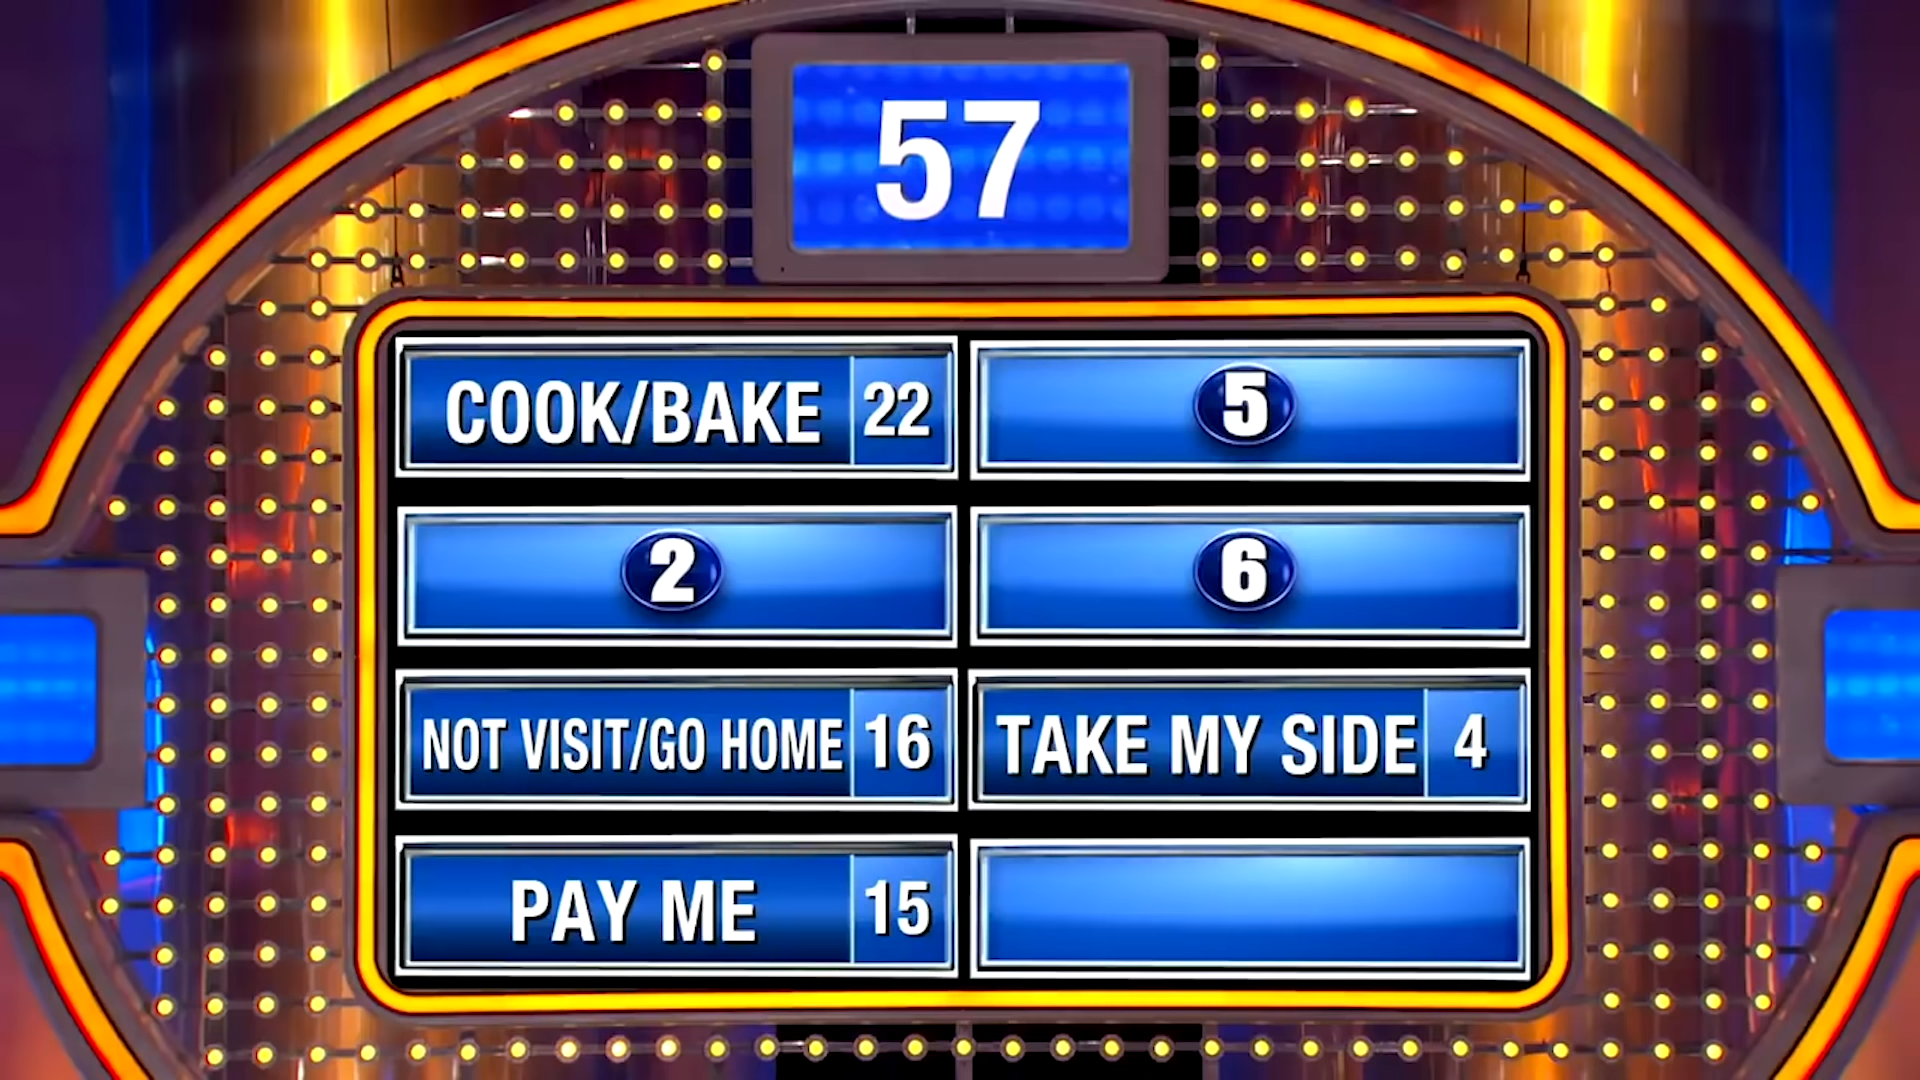 57
COOK/BAKE 22
5
2
6
NOT VISIT/GO HOME 16
TAKE MY SIDE 4
PAY ME 15